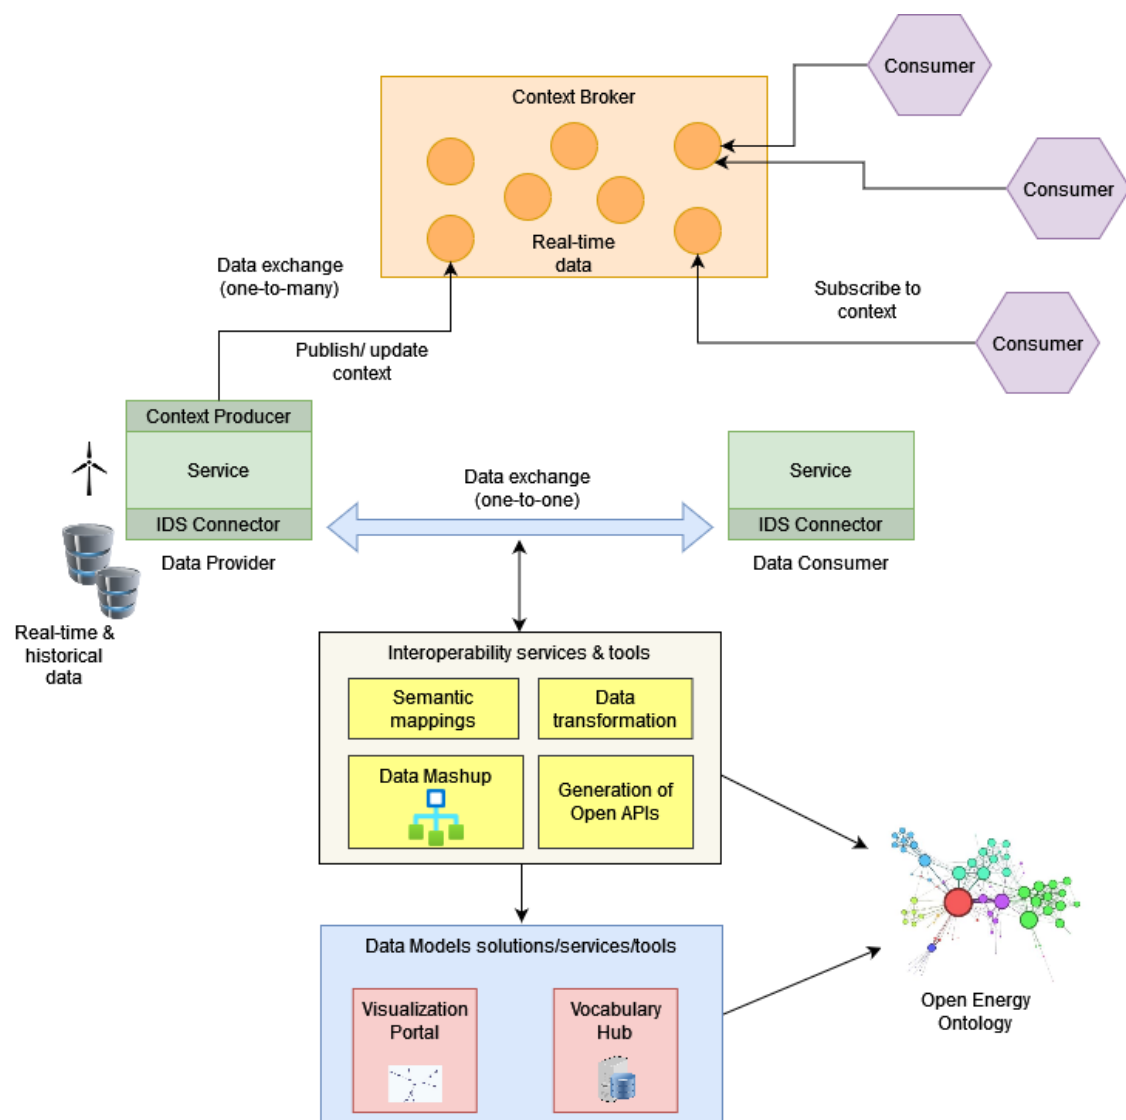 Consumer
Context Broker
Consumer
Real-time
data
Data exchange
(one-to-many)
Subscribe to
context
Consumer
Publish/ update
context
Context Producer
Service
IDS Connector
Data Provider
Data exchange
(one-to-one)
Service
IDS Connector
Data Consumer
Real-time &
historical
data
Interoperability services & tools
Semantic
mappings
Data
transformation
Data Mashup
Generation of
Open APIs
Data Models solutions/services/tools
Visualization
Portal
Vocabulary
Hub
Open Energy
Ontology